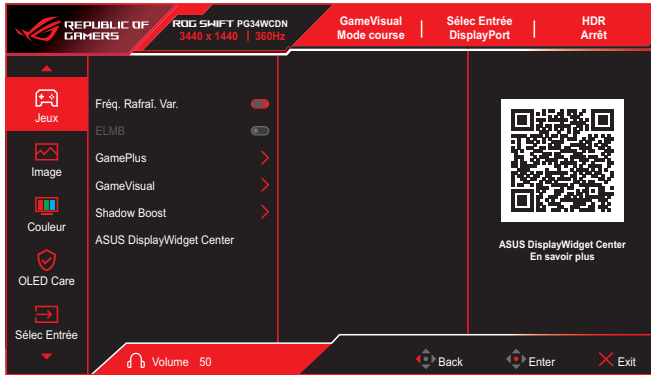 REPUBLIC OF
GAMERS
ROG SWIFT PG34WCDN
3440 x 1440 | 360Hz
GameVisual
Mode course
Sélec Entrée
DisplayPort
HDR
Arrêt
Jeux
Image
Couleur
OLED Care
Sélec Entrée
Fréq. Rafraî. Var.
ELMB
GamePlus
GameVisual
Shadow Boost
ASUS DisplayWidget Center
ASUS DisplayWidget Center
En savoir plus
Volume 50
Back
Enter
Exit